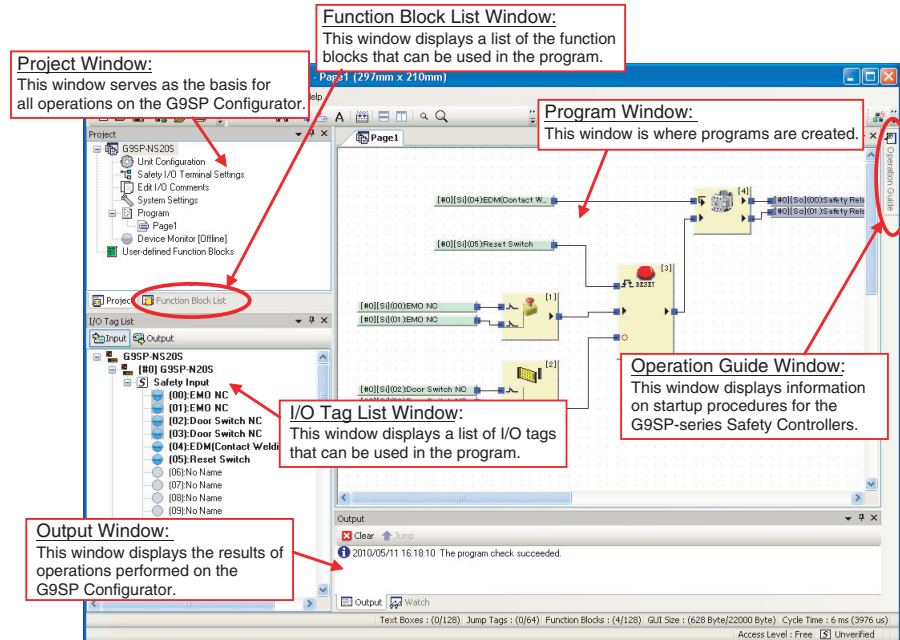 Function Block List Window:
This window displays a list of the function
blocks that can be used in the program.
Project Window:
This window serves as the basis for
all operations on the G9SP Configurator.
- Page1 (297mm x 210mm)
Program Window:
This window is where programs are created.
Project
G9SP-NS20S
Unit Configuration
Safety I/O Terminal Settings
Edit I/O Comments
System Settings
Program
Page1
Device Monitor [Offline]
User-defined Function Blocks
Project
Function Block List
Page1
Operation Guide
[#0][Si](04):EDM(Contact W...
[4]
[#0][So](00):Safety Rela
[#0][So](01):Safety Rela
[#0][Si](05):Reset Switch
[3]
RESET
[1]
[#0][Si](00):EMO NC
[#0][Si](01):EMO NC
[2]
[#0][Si](02):Door Switch NC
Operation Guide Window:
This window displays information
on startup procedures for the
G9SP-series Safety Controllers.
I/O Tag List
Input
Output
G9SP-NS20S
[#0] G9SP-N20S
S Safety Input
(00):EMO NC
(01):EMO NC
(02):Door Switch NC
(03):Door Switch NC
(04):EDM(Contact Weldi
(05):Reset Switch
(06):No Name
(07):No Name
(08):No Name
(09):No Name
I/O Tag List Window:
This window displays a list of I/O tags
that can be used in the program.
Output Window:
This window displays the results of
operations performed on the
G9SP Configurator.
Output
Clear
Jump
2010/05/11 16:18:10 The program check succeeded.
Output
Watch
Text Boxes : (0/128) Jump Tags : (0/64) Function Blocks : (4/128) GUI Size : (628 Byte/22000 Byte) Cycle Time : 6 ms (3976 us)
Access Level : Free S Unverified